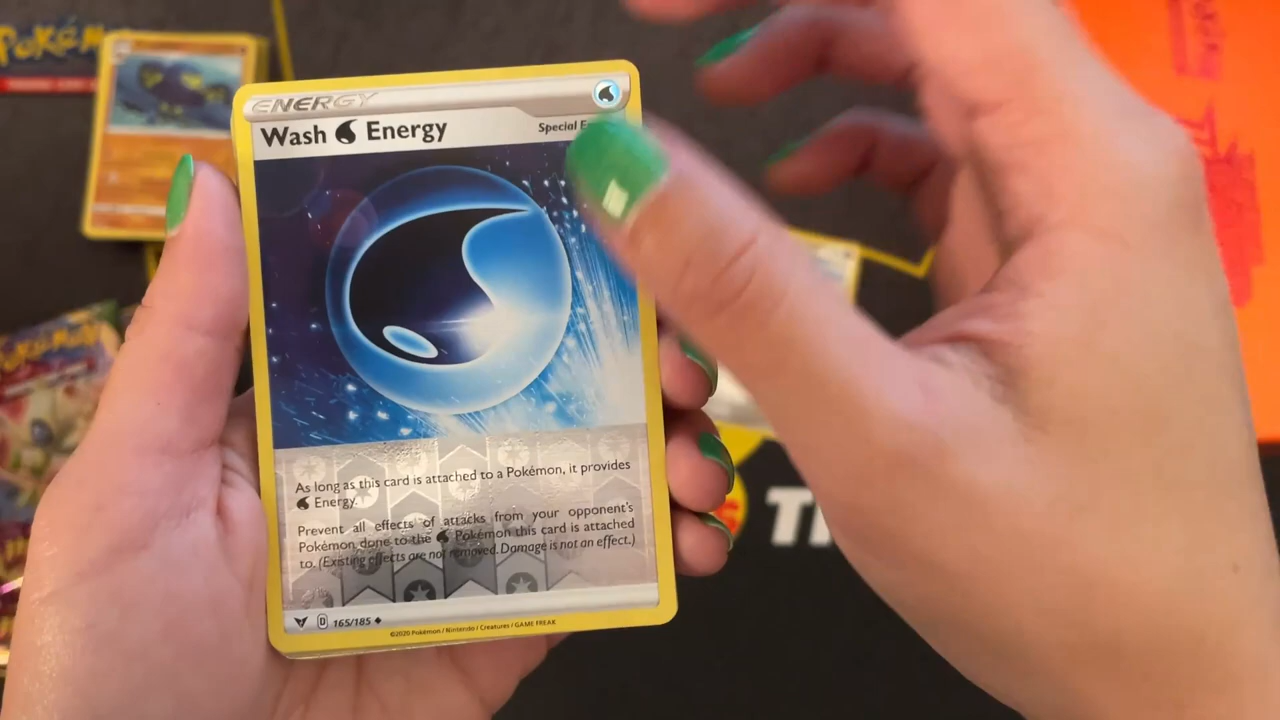 Pokém
ENERGY
Wash Energy
Special
As long as this card is attached to a Pokémon, it provides
Energy.
Prevent all effects of attacks from your opponent's
Pokémon done to the Pokémon this card is attached
to. (Existing effects are not removed. Damage is not an effect.)
D 165/185
©2020 Pokémon / Nintendo / Creatures / GAME FREAK